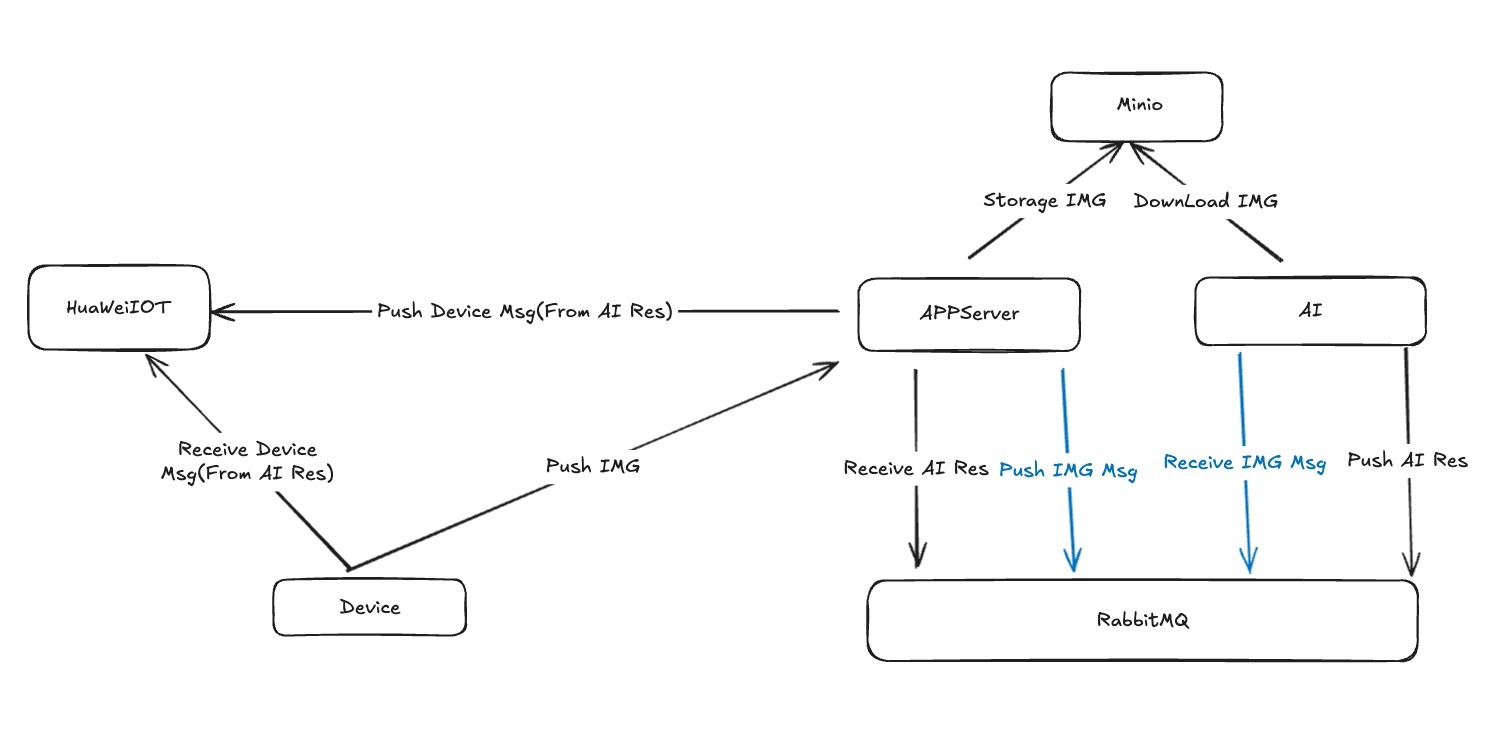 Minio
Storage IMG
DownLoad IMG
HuaWeiIOT
Push Device Msg(From AI Res)
APPServer
AI
Receive Device
Msg(From AI Res)
Push IMG
Receive AI Res
Push IMG Msg
Receive IMG Msg
Push AI Res
Device
RabbitMQ